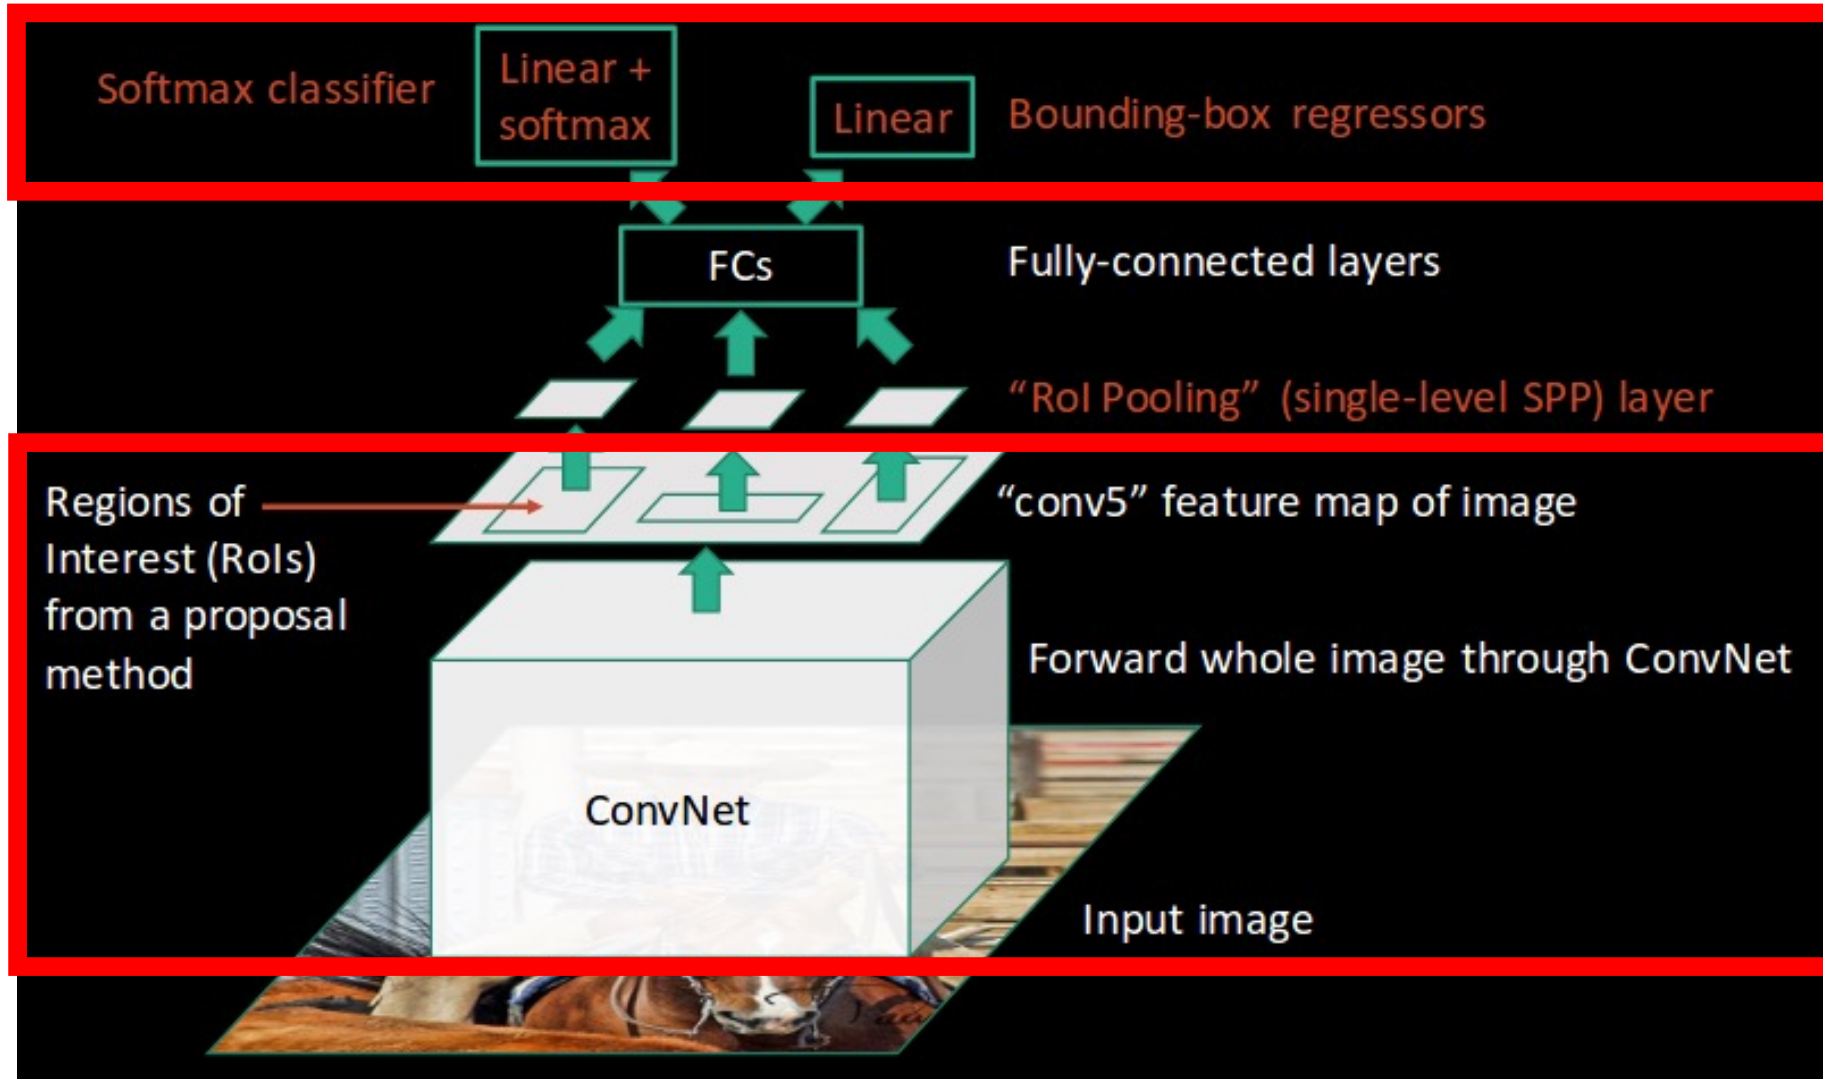 Softmax classifier
Linear +
softmax
Linear
Bounding-box regressors
FCs
Fully-connected layers
“RoI Pooling” (single-level SPP) layer
Regions of
Interest (RoIs)
from a proposal
method
“conv5” feature map of image
Forward whole image through ConvNet
ConvNet
Input image